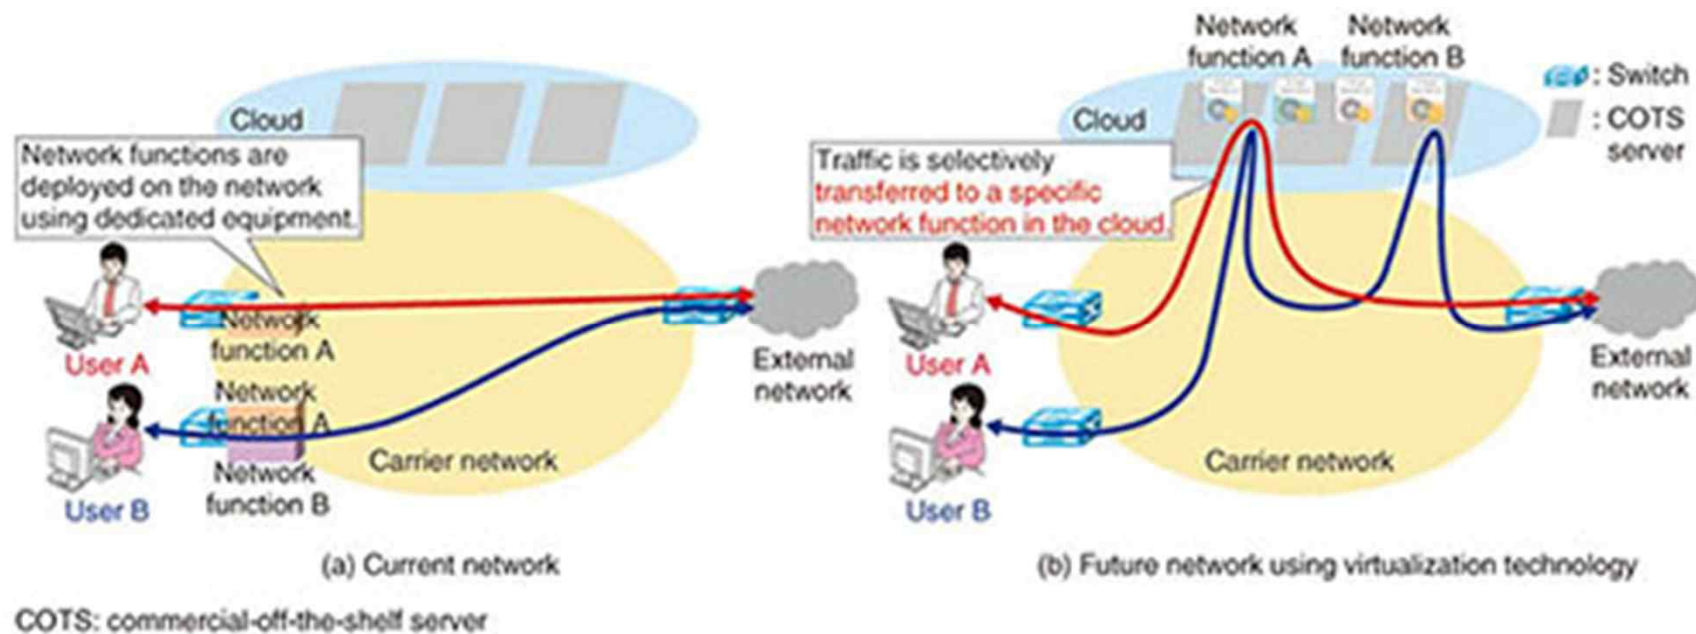 Cloud
Network functions are
deployed on the network
using dedicated equipment.
User A
Network
function A
Network
function A
Network
function B
User B
Carrier network
External
network
(a) Current network
Network
function A
Network
function B
Cloud
: Switch
: COTS
server
Traffic is selectively
transferred to a specific
network function in the cloud.
User A
User B
Carrier network
External
network
(b) Future network using virtualization technology
COTS: commercial-off-the-shelf server